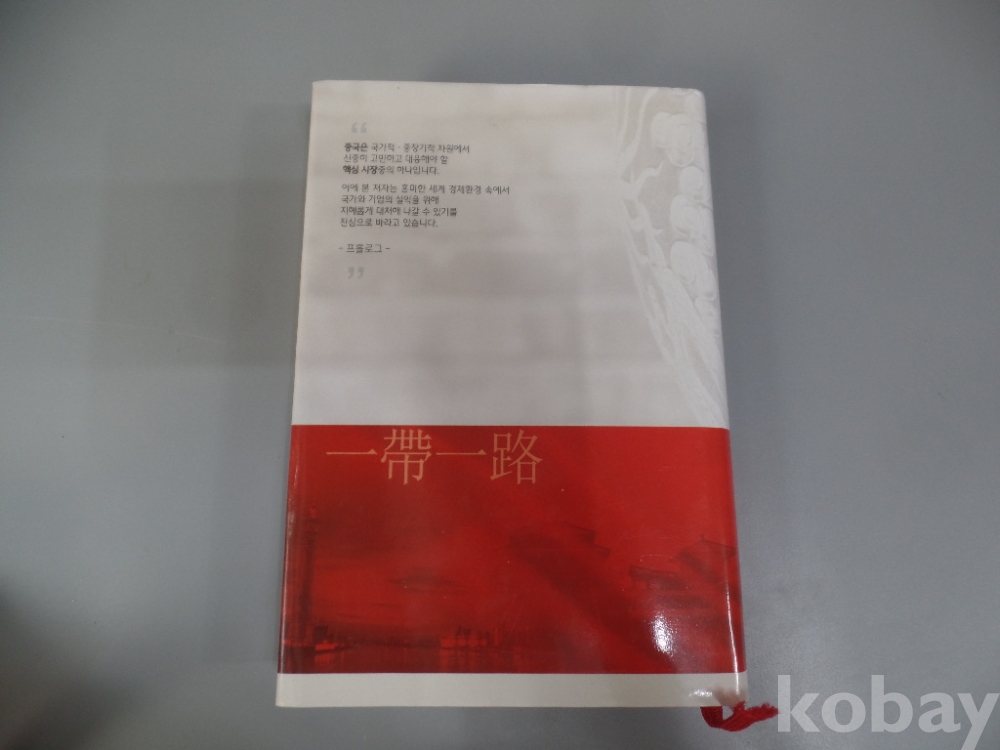 “
중국은 국가적·중장기적 차원에서
신중히 고민하고 대응해야 할
핵심 시장중의 하나입니다.
이에 본 저자는 혼미한 세계 경제환경 속에서
국가와 기업의 실익을 위해
지혜롭게 대처해 나갈 수 있기를
진심으로 바라고 있습니다.
- 프롤로그 -
”
一帶一路
kobay